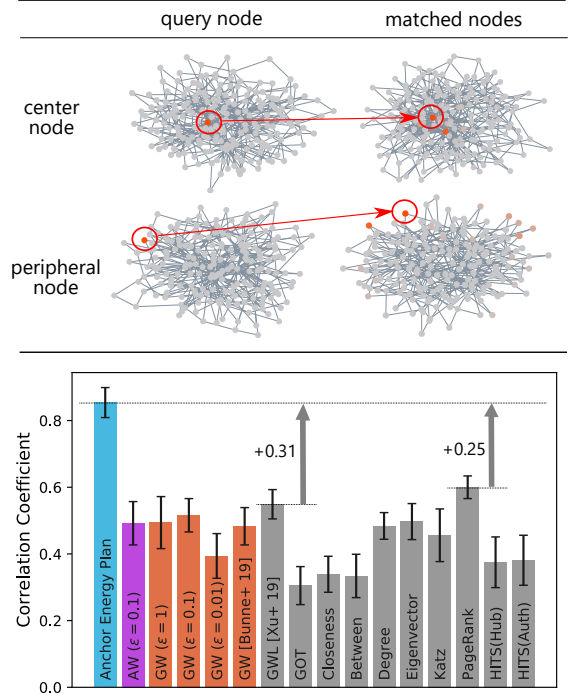 query node
matched nodes
center
node
peripheral
node
Correlation Coefficient
0.8
0.6
0.4
0.2
0.0
+0.31
+0.25
Anchor Energy Plan
AW (ε = 0.1)
GW (ε = 1)
GW (ε = 0.1)
GW (ε = 0.01)
GW [Bunne+ 19]
GWL [Xu+ 19]
GOT
Closeness
Between
Degree
Eigenvector
Katz
PageRank
HITS(Hub)
HITS(Auth)